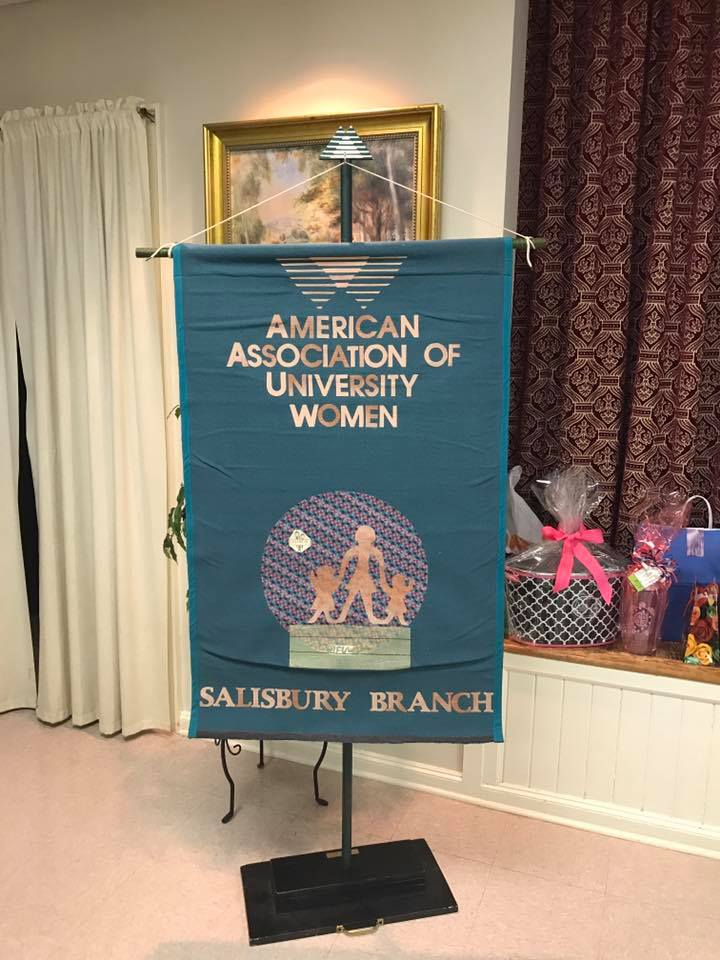 AMERICAN
ASSOCIATION OF
UNIVERSITY
WOMEN
SALISBURY BRANCH